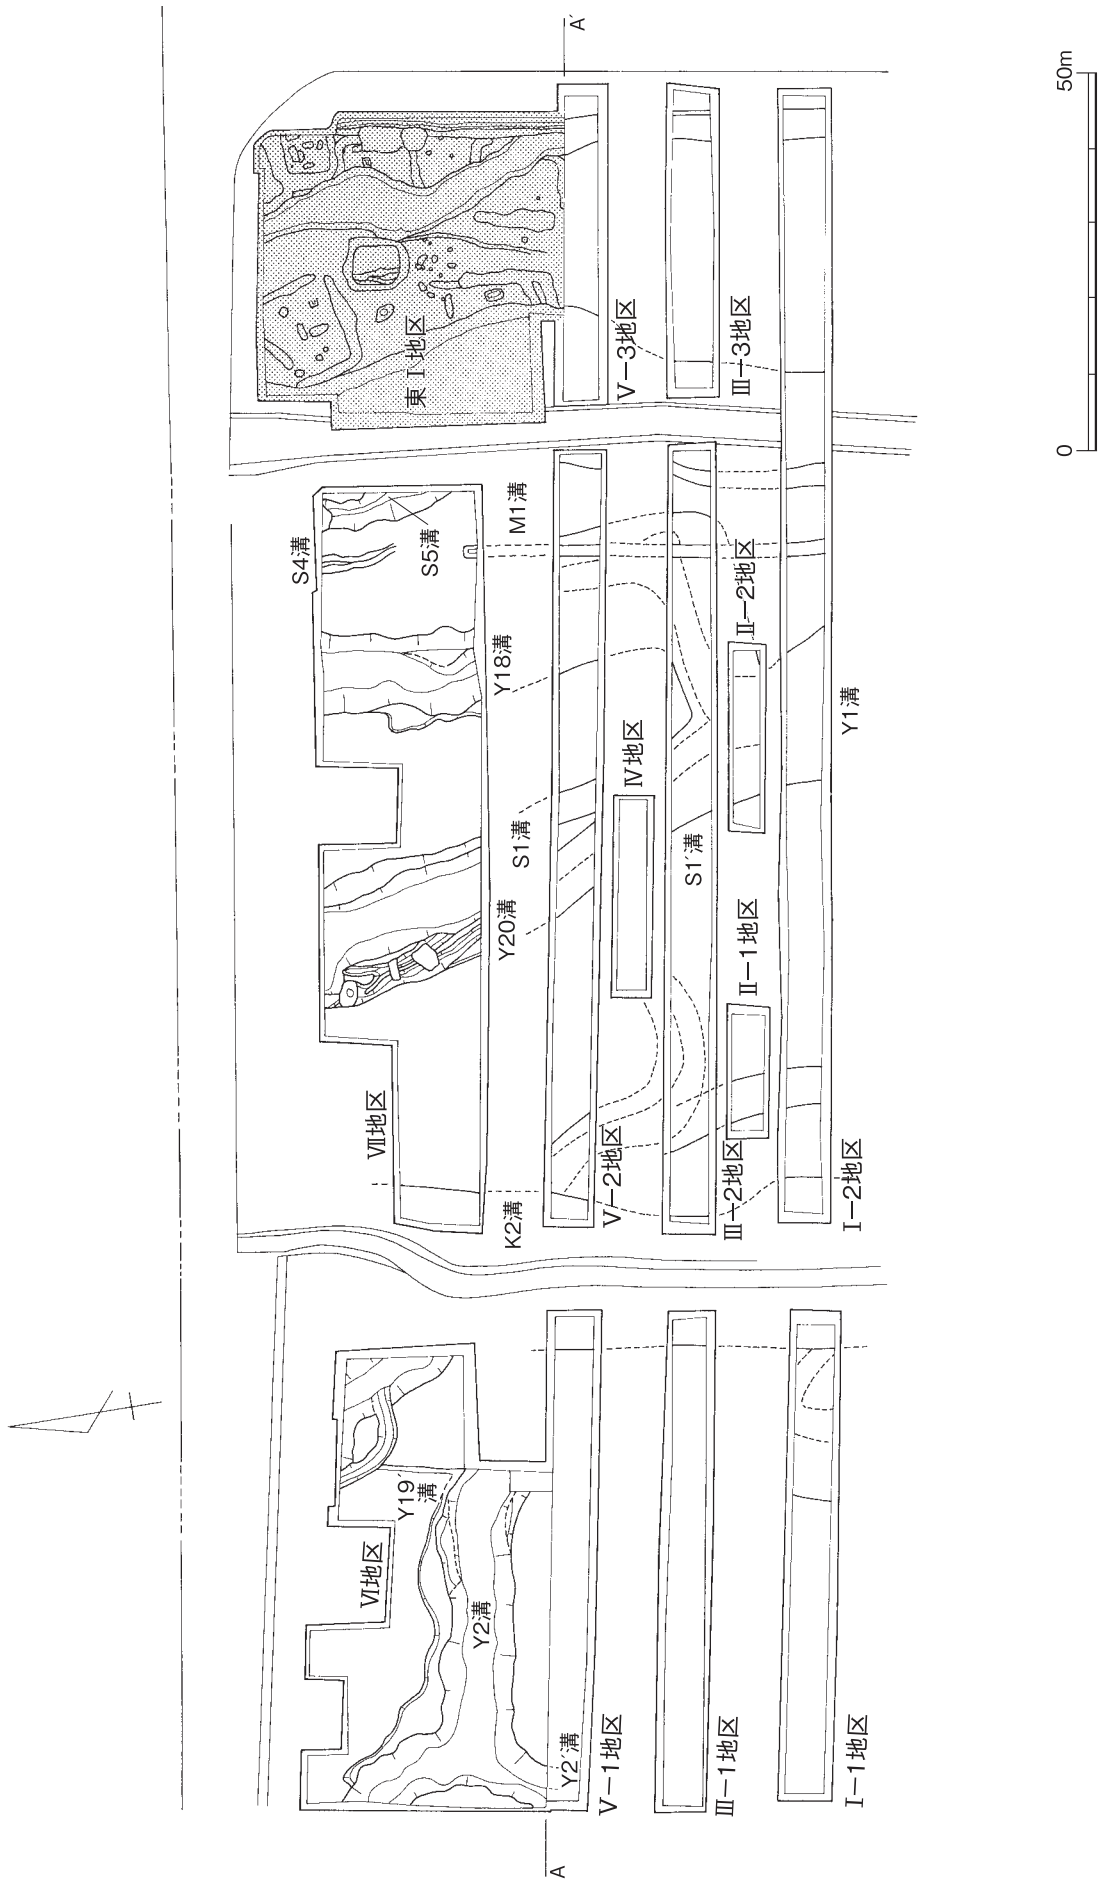 A´
50m
0
東Ⅰ地区
Ⅴ−3地区
Ⅲ−3地区
S4溝
S5溝
M1溝
Ⅱ−2地区
Y18溝
Ⅳ地区
Y1溝
S1溝
S1´溝
Y20溝
Ⅱ−1地区
Ⅶ地区
K2溝
Ⅴ−2地区
Ⅲ−2地区
Ⅰ−2地区
Y19´
溝
Ⅵ地区
Y2溝
Y2´溝
Ⅴ−1地区
Ⅲ−1地区
Ⅰ−1地区
A